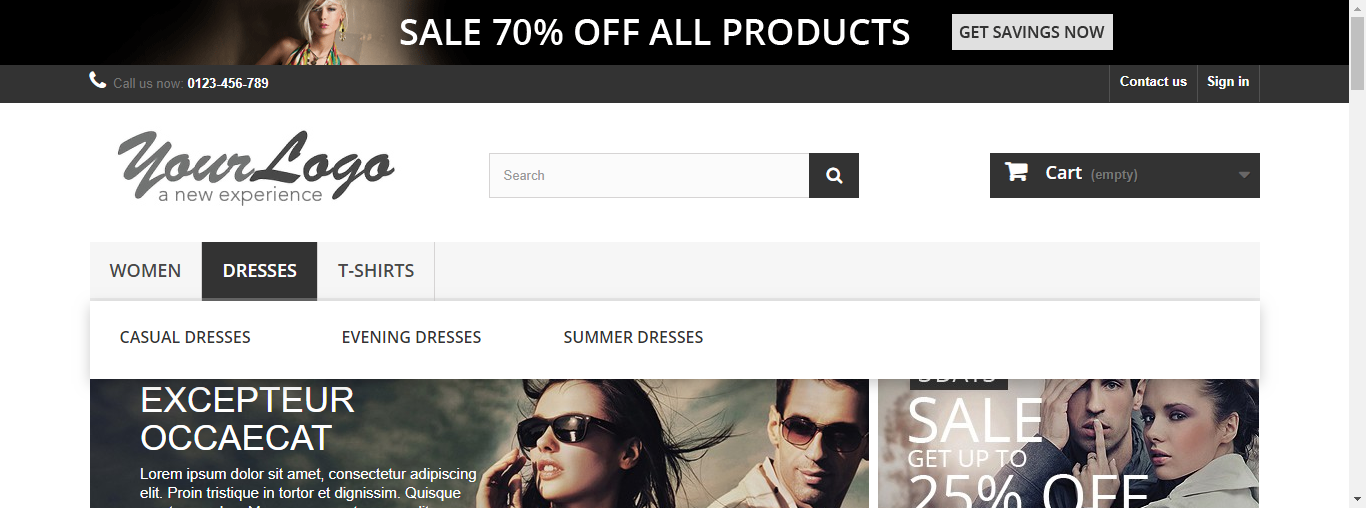 SALE 70% OFF ALL PRODUCTS
GET SAVINGS NOW
Call us now: 0123-456-789
Contact us
Sign in
YourLogo
a new experience
Search
Cart (empty)
WOMEN
DRESSES
T-SHIRTS
CASUAL DRESSES
EVENING DRESSES
SUMMER DRESSES
EXCEPTEUR
OCCAECAT
Lorem ipsum dolor sit amet, consectetur adipiscing
elit. Proin tristique in tortor et dignissim. Quisque
SALE
GET UP TO
25% OFF